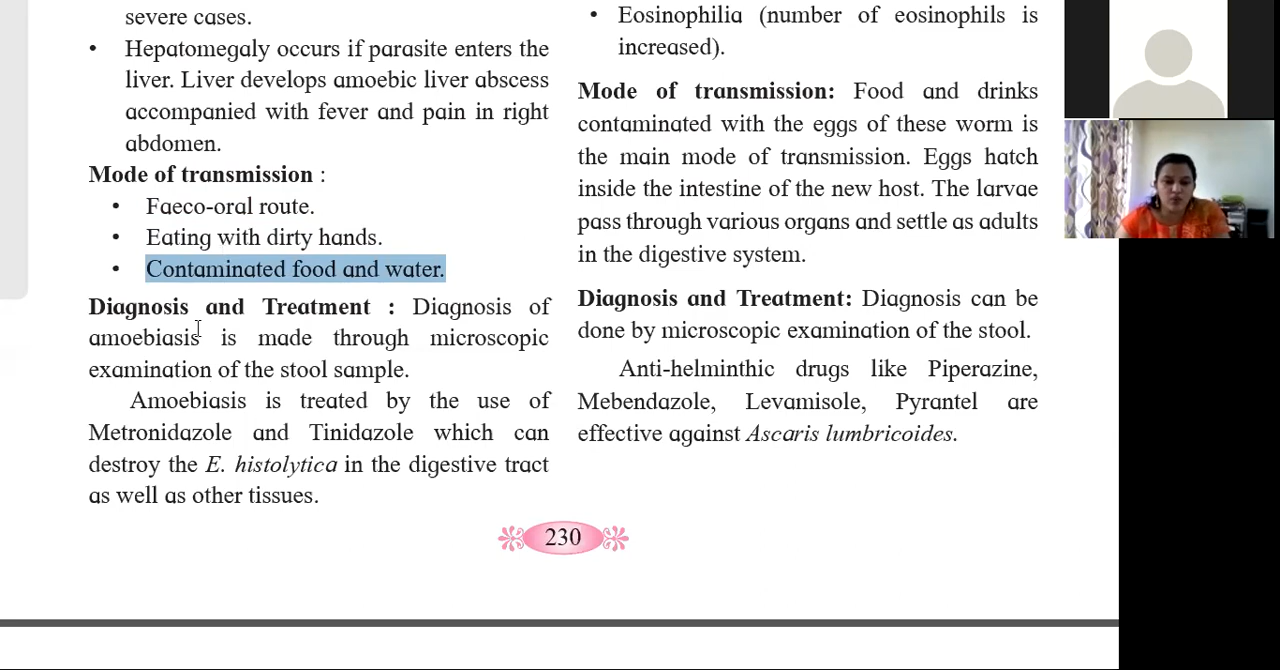 severe cases.
• Hepatomegaly occurs if parasite enters the
liver. Liver develops amoebic liver abscess
accompanied with fever and pain in right
abdomen.
Mode of transmission :
• Faeco-oral route.
• Eating with dirty hands.
• Contaminated food and water.
Diagnosis and Treatment : Diagnosis of
amoebiasis is made through microscopic
examination of the stool sample.
Amoebiasis is treated by the use of
Metronidazole and Tinidazole which can
destroy the E. histolytica in the digestive tract
as well as other tissues.
• Eosinophilia (number of eosinophils is
increased).
Mode of transmission: Food and drinks
contaminated with the eggs of these worm is
the main mode of transmission. Eggs hatch
inside the intestine of the new host. The larvae
pass through various organs and settle as adults
in the digestive system.
Diagnosis and Treatment: Diagnosis can be
done by microscopic examination of the stool.
Anti-helminthic drugs like Piperazine,
Mebendazole, Levamisole, Pyrantel are
effective against Ascaris lumbricoides.
230